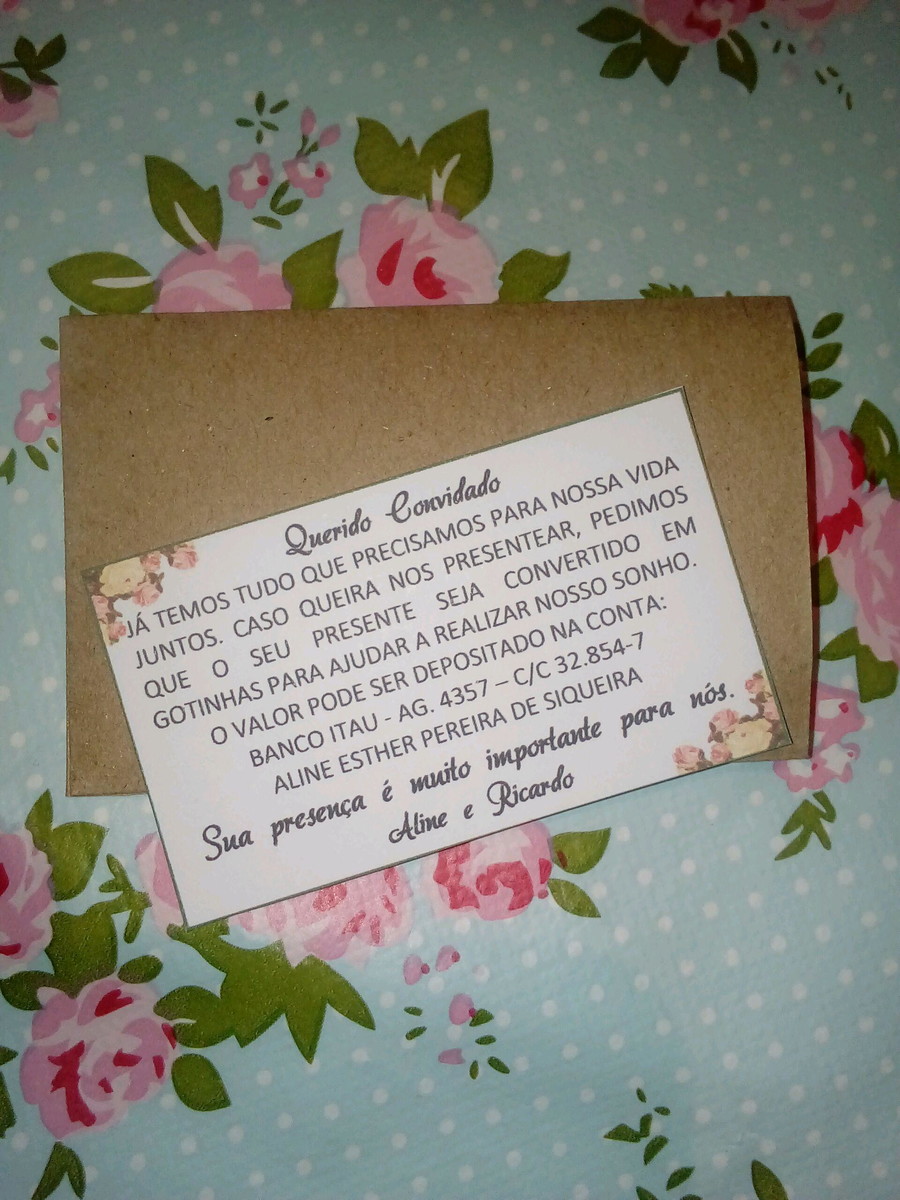 Querido Convidado
JÁ TEMOS TUDO QUE PRECISAMOS PARA NOSSA VIDA
JUNTOS. CASO QUEIRA NOS PRESENTEAR, PEDIMOS
QUE O SEU PRESENTE SEJA CONVERTIDO EM
GOTINHAS PARA AJUDAR A REALIZAR NOSSO SONHO.
O VALOR PODE SER DEPOSITADO NA CONTA:
BANCO ITAU - AG. 4357 – C/C 32.854-7
ALINE ESTHER PEREIRA DE SIQUEIRA
Sua presença é muito importante para nós.
Aline e Ricardo